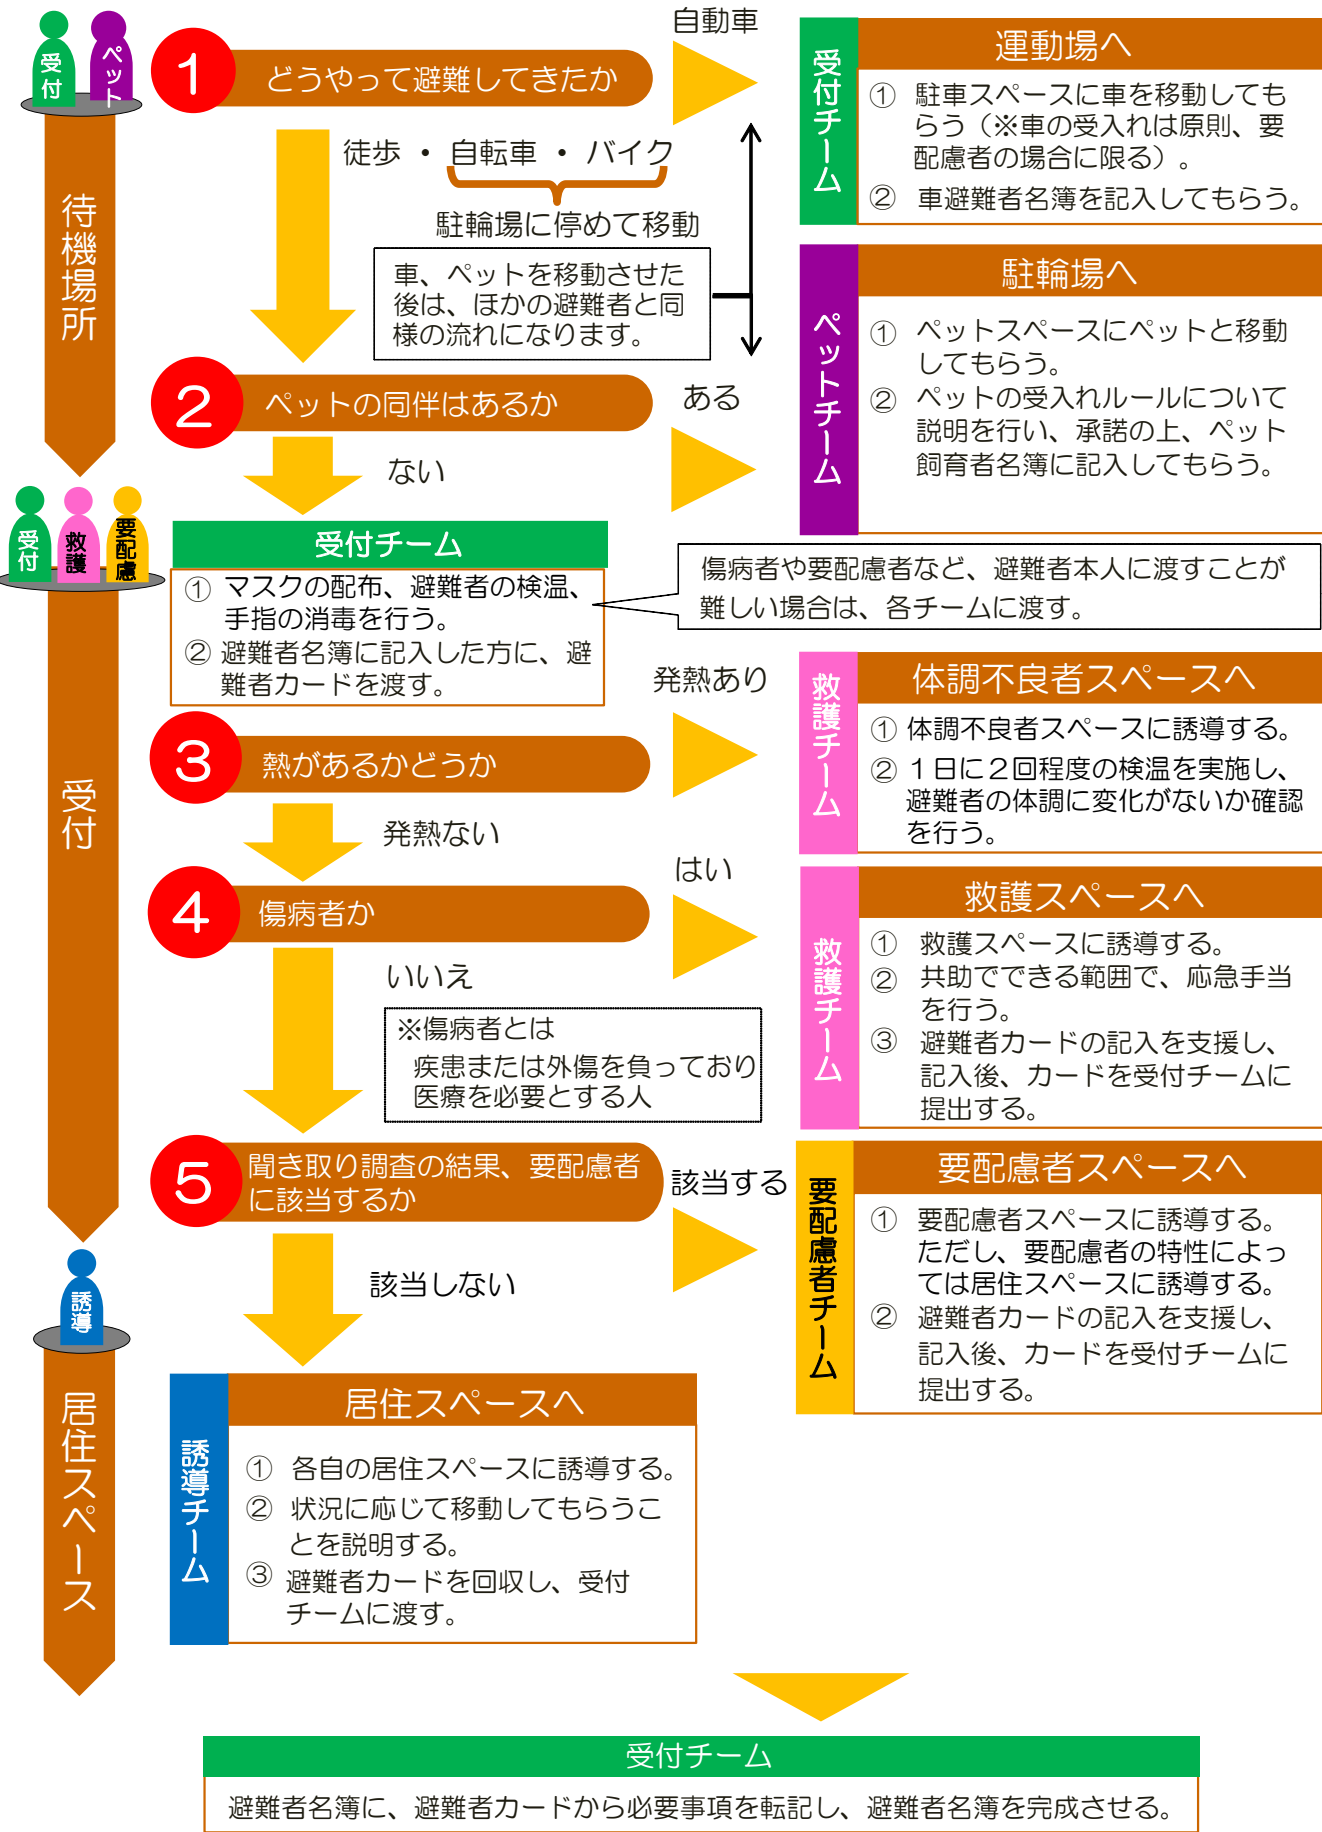 受付
ペット
待機場所
1
どうやって避難してきたか
自動車
徒歩 ・ 自転車 ・ バイク
駐輪場に停めて移動
車、ペットを移動させた
後は、ほかの避難者と同
様の流れになります。
受付チーム
運動場へ
① 駐車スペースに車を移動しても
らう（※車の受入れは原則、要
配慮者の場合に限る）。
② 車避難者名簿を記入してもらう。
2
ペットの同伴はあるか
ある
ない
ペットチーム
駐輪場へ
① ペットスペースにペットと移動
してもらう。
② ペットの受入れルールについて
説明を行い、承諾の上、ペット
飼育者名簿に記入してもらう。
受付
救護
要配慮
受付
受付チーム
① マスクの配布、避難者の検温、
手指の消毒を行う。
② 避難者名簿に記入した方に、避
難者カードを渡す。
傷病者や要配慮者など、避難者本人に渡すことが
難しい場合は、各チームに渡す。
3
熱があるかどうか
発熱あり
発熱ない
救護チーム
体調不良者スペースへ
① 体調不良者スペースに誘導する。
② １日に２回程度の検温を実施し、
避難者の体調に変化がないか確認
を行う。
4
傷病者か
はい
いいえ
※傷病者とは
疾患または外傷を負っており
医療を必要とする人
救護チーム
救護スペースへ
① 救護スペースに誘導する。
② 共助でできる範囲で、応急手当
を行う。
③ 避難者カードの記入を支援し、
記入後、カードを受付チームに
提出する。
5
聞き取り調査の結果、要配慮者
に該当するか
該当する
該当しない
要配慮者チーム
要配慮者スペースへ
① 要配慮者スペースに誘導する。
ただし、要配慮者の特性によっ
ては居住スペースに誘導する。
② 避難者カードの記入を支援し、
記入後、カードを受付チームに
提出する。
誘導
居住スペース
誘導チーム
居住スペースへ
① 各自の居住スペースに誘導する。
② 状況に応じて移動してもらうこ
とを説明する。
③ 避難者カードを回収し、受付
チームに渡す。
受付チーム
避難者名簿に、避難者カードから必要事項を転記し、避難者名簿を完成させる。